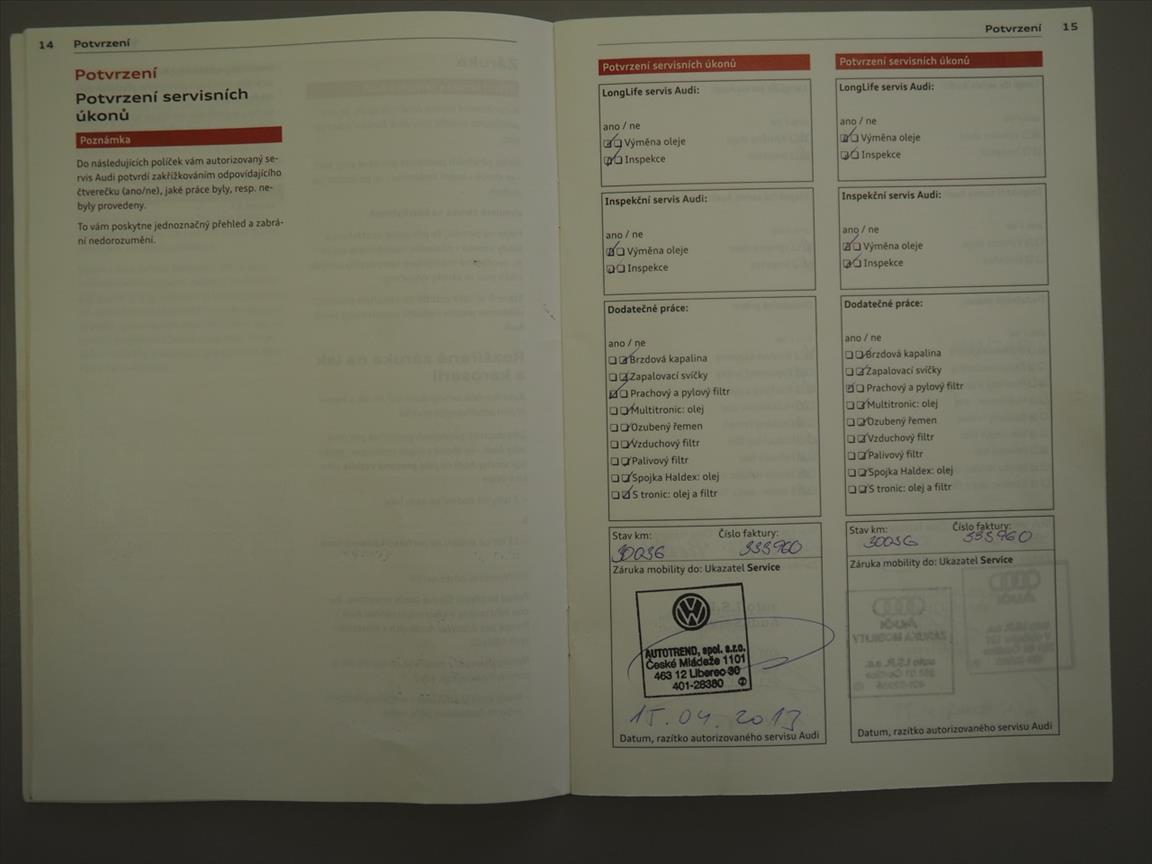 14 Potvrzení
Potvrzení
Potvrzení servisních
úkonů
Poznámka
Do následujících políček vám autorizovaný se-
rvis Audi potvrdí zakřížkováním odpovídajícího
čtverečku (ano/ne), jaké práce byly, resp. ne-
byly provedeny.
To vám poskytne jednoznačný přehled a zabrá-
ní nedorozumění.
Potvrzení 15
Potvrzení servisních úkonů
LongLife servis Audi:
ano / ne
Výměna oleje
Inspekce
Inspekční servis Audi:
ano / ne
Výměna oleje
Inspekce
Dodatečné práce:
ano / ne
Brzdová kapalina
Zapalovací svíčky
Prachový a pylový filtr
Multitronic: olej
Ozubený řemen
Vzduchový filtr
Palivový filtr
Spojka Haldex: olej
S tronic: olej a filtr
Stav km: Číslo faktury:
30036 333960
Záruka mobility do: Ukazatel Service
AUTOTREND, spol. s.r.o.
České Mládeže 1101
463 12 Liberec 30
401-28380
15.04.2013
Datum, razítko autorizovaného servisu Audi
Potvrzení servisních úkonů
LongLife servis Audi:
ano / ne
Výměna oleje
Inspekce
Inspekční servis Audi:
ano / ne
Výměna oleje
Inspekce
Dodatečné práce:
ano / ne
Brzdová kapalina
Zapalovací svíčky
Prachový a pylový filtr
Multitronic: olej
Ozubený řemen
Vzduchový filtr
Palivový filtr
Spojka Haldex: olej
S tronic: olej a filtr
Stav km: Číslo faktury:
30036 333960
Záruka mobility do: Ukazatel Service
Datum, razítko autorizovaného servisu Audi